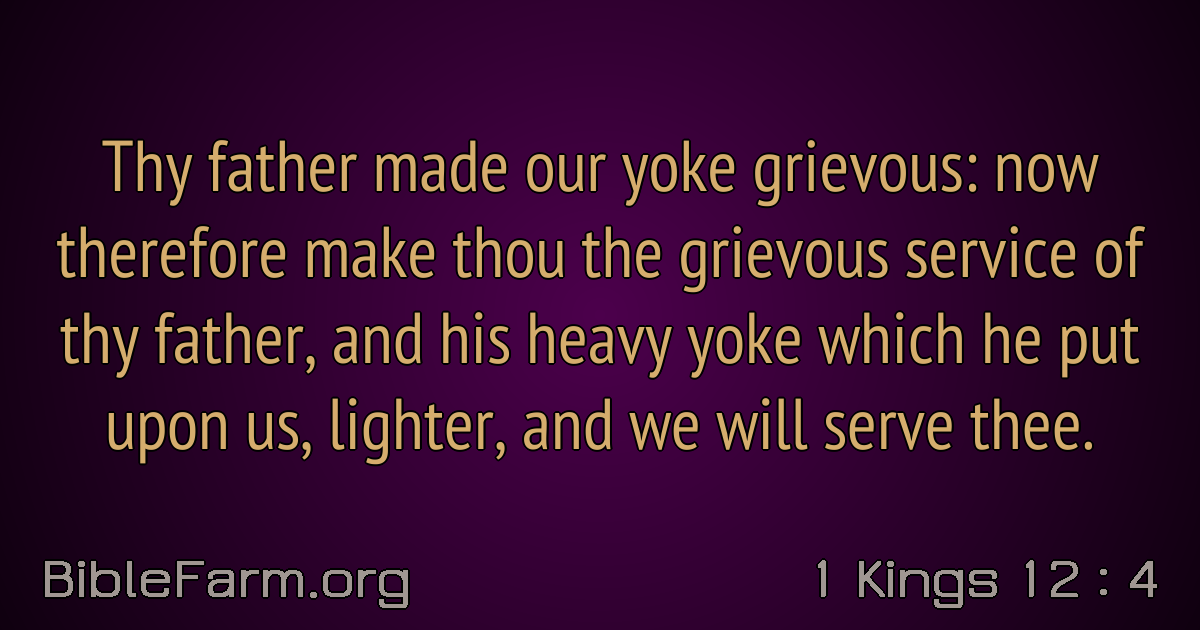 Thy father made our yoke grievous: now
therefore make thou the grievous service of
thy father, and his heavy yoke which he put
upon us, lighter, and we will serve thee.
BibleFarm.org
1 Kings 12 : 4